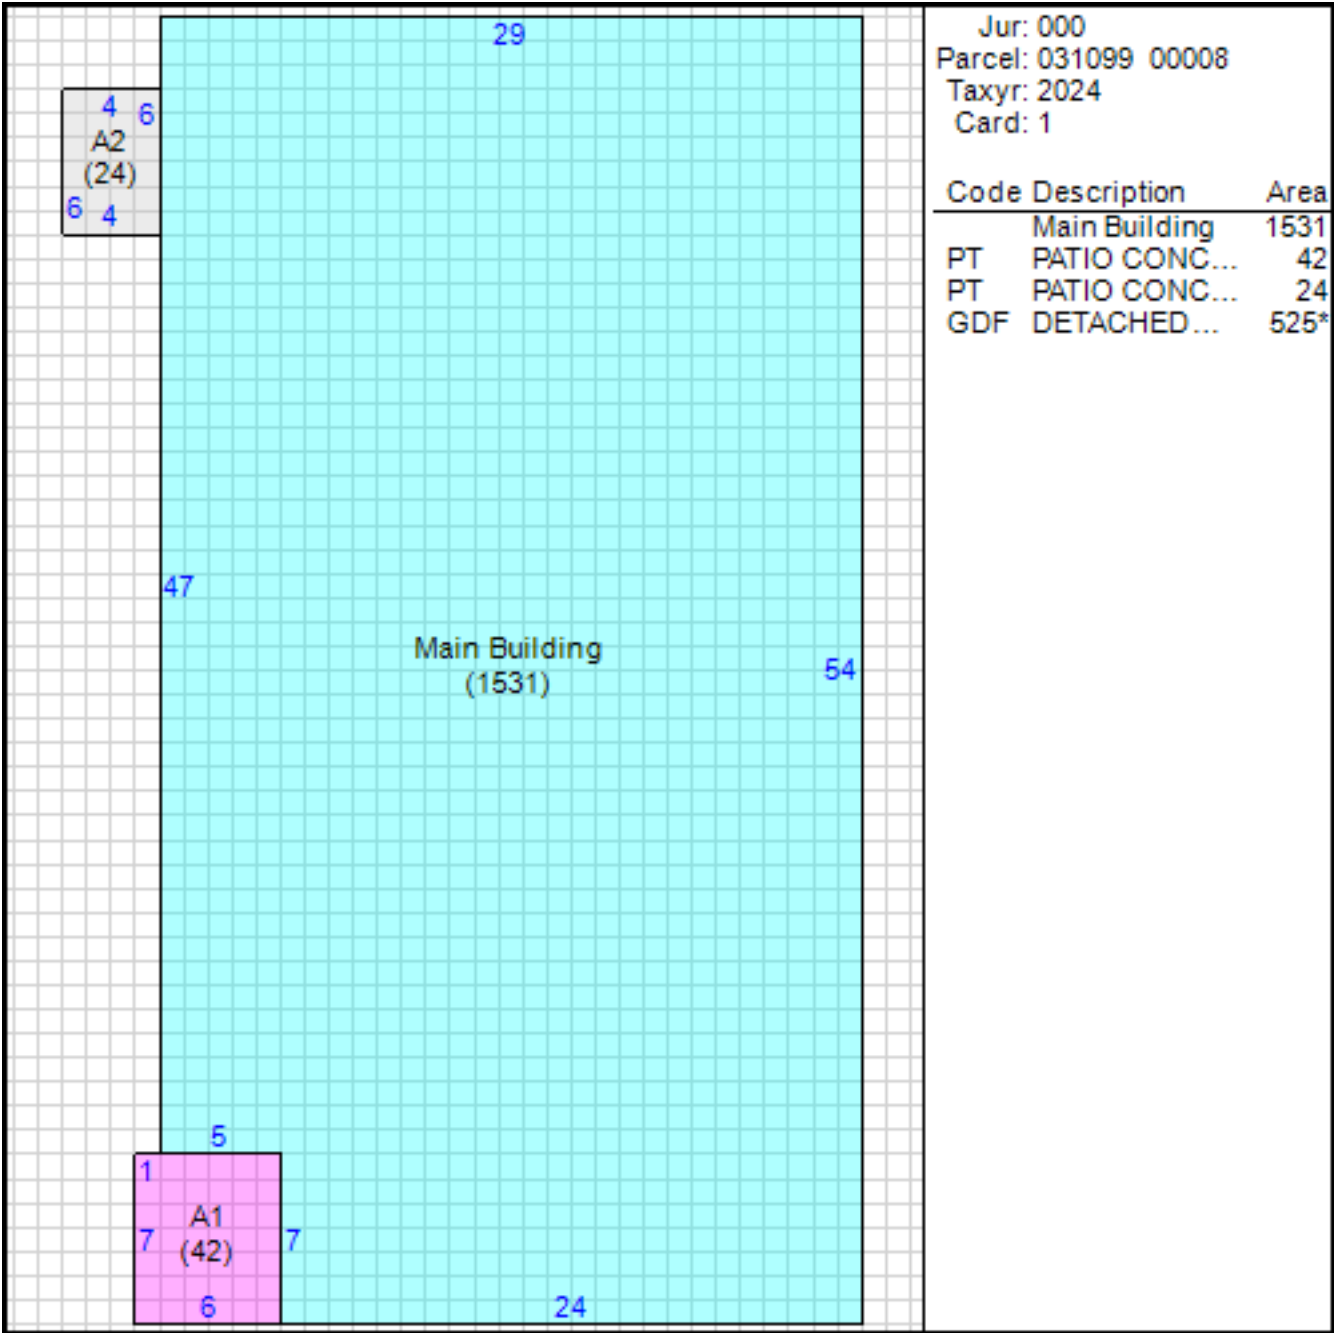 29
4 6
A2
(24)
6 4
47
Main Building
(1531)
54
5
1
A1
7 (42) 7
6 24
Jur: 000
Parcel: 031099 00008
Taxyr: 2024
Card: 1
Code Description Area
Main Building 1531
PT PATIO CONC... 42
PT PATIO CONC... 24
GDF DETACHED... 525*